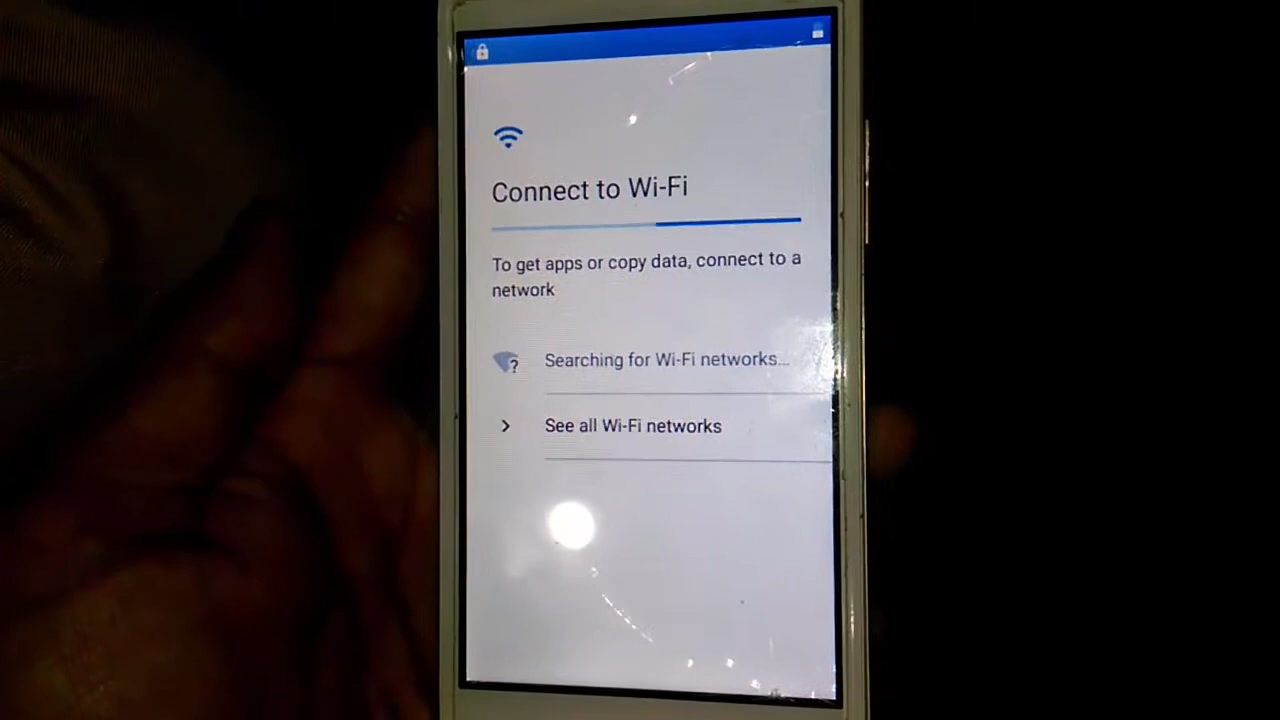 Connect to Wi-Fi
To get apps or copy data, connect to a
network
Searching for Wi-Fi networks...
See all Wi-Fi networks